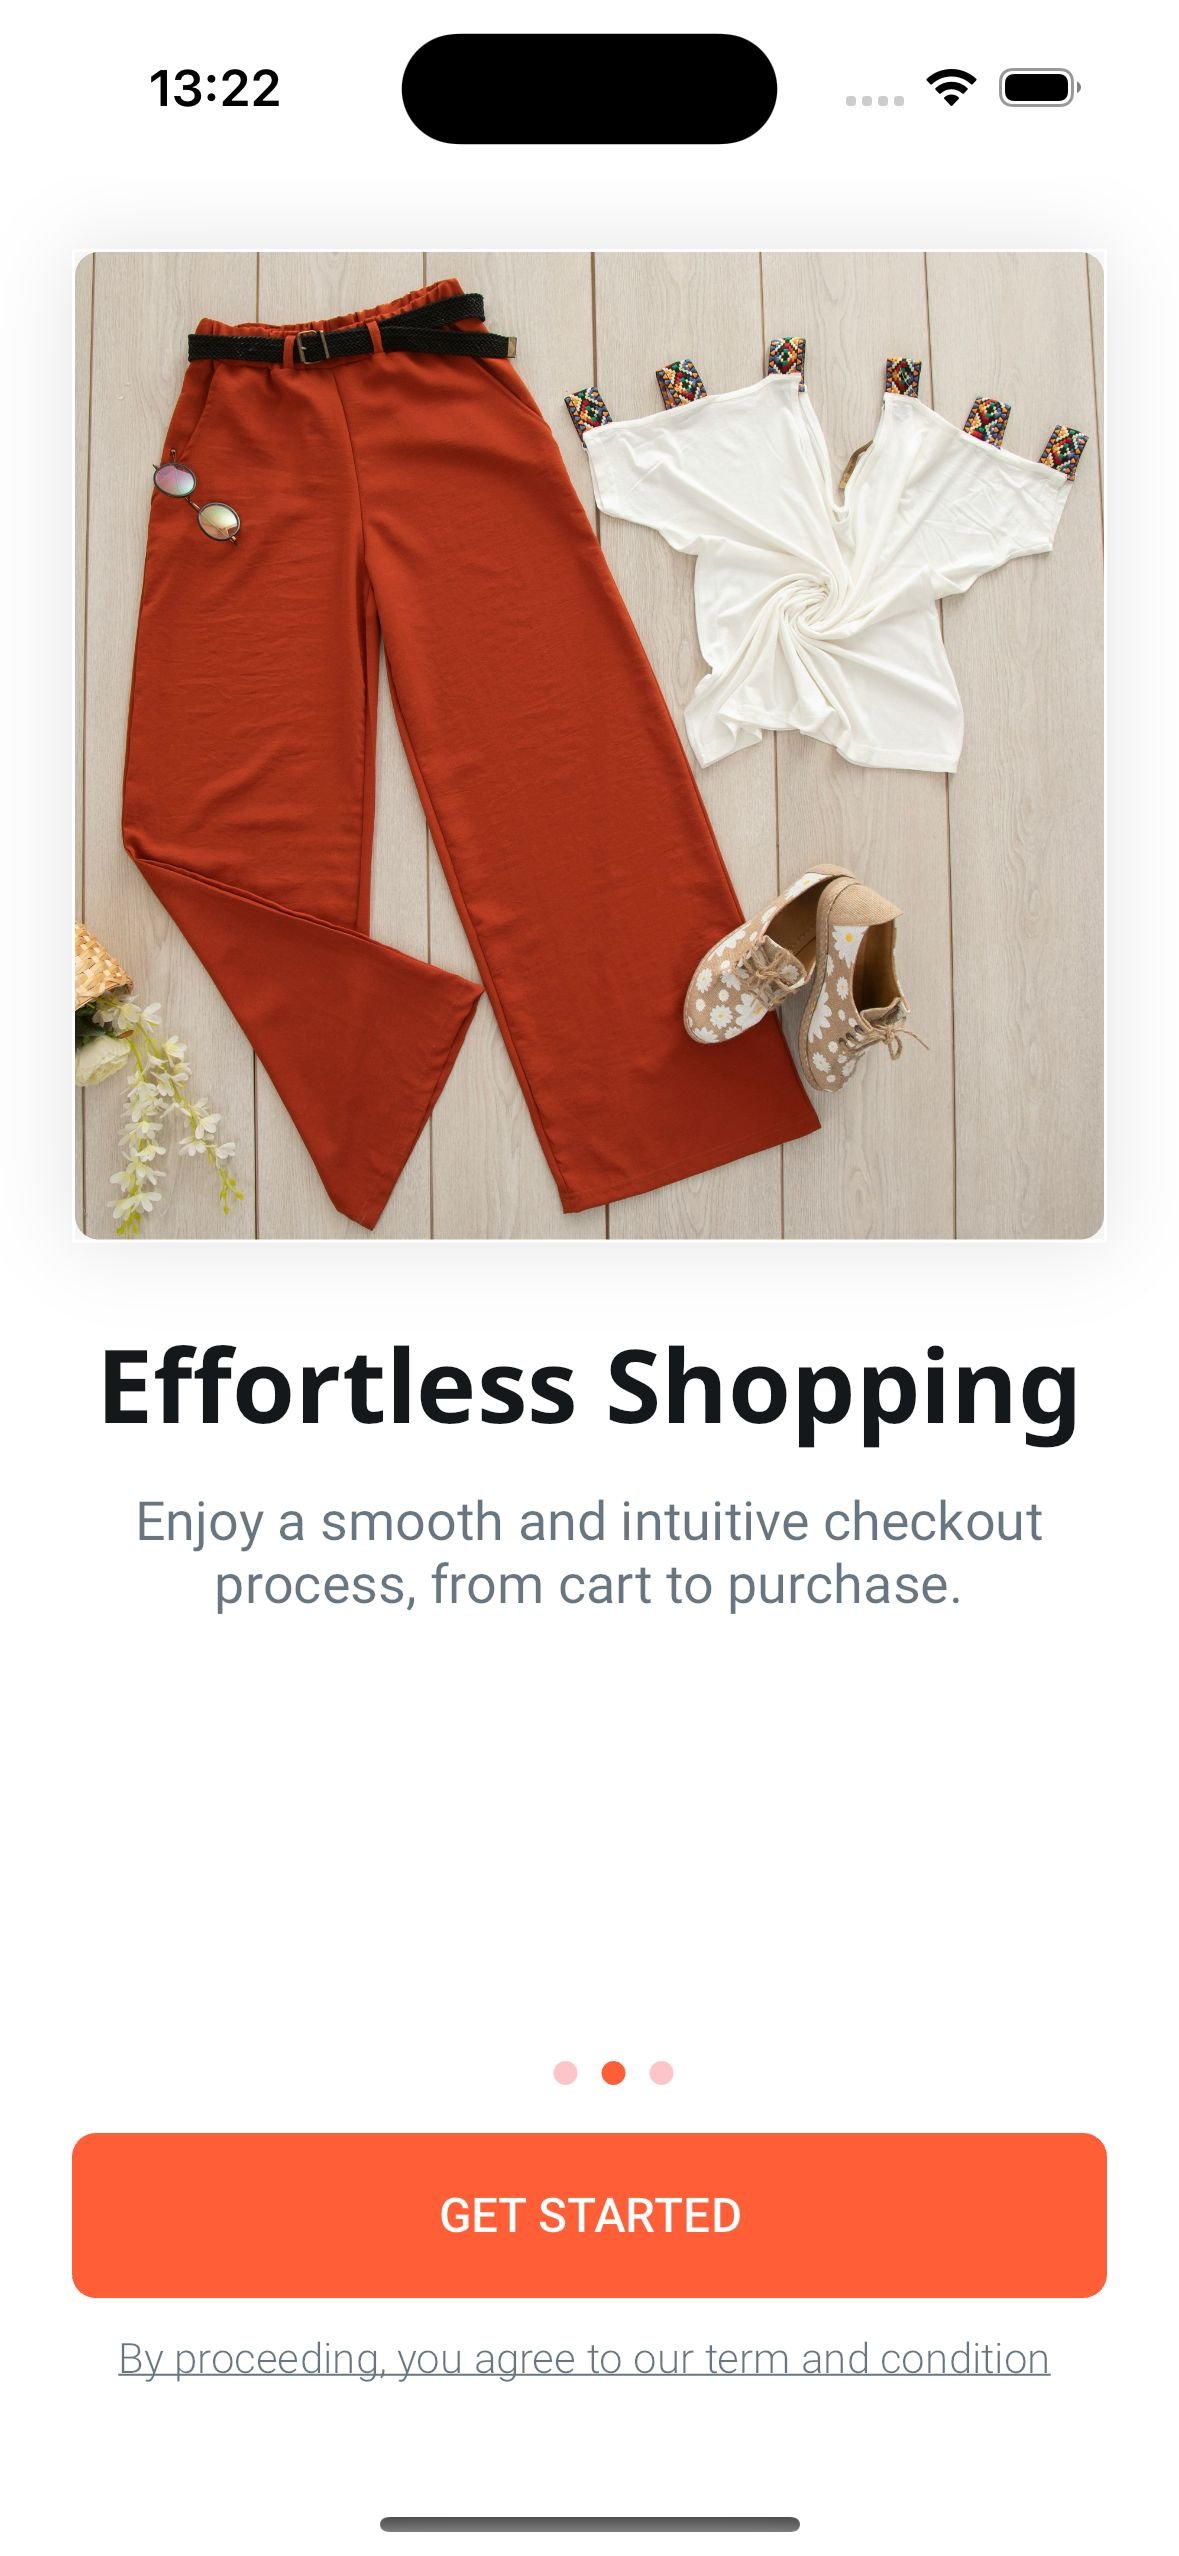 13:22
Effortless Shopping
Enjoy a smooth and intuitive checkout
process, from cart to purchase.
GET STARTED
By proceeding, you agree to our term and condition